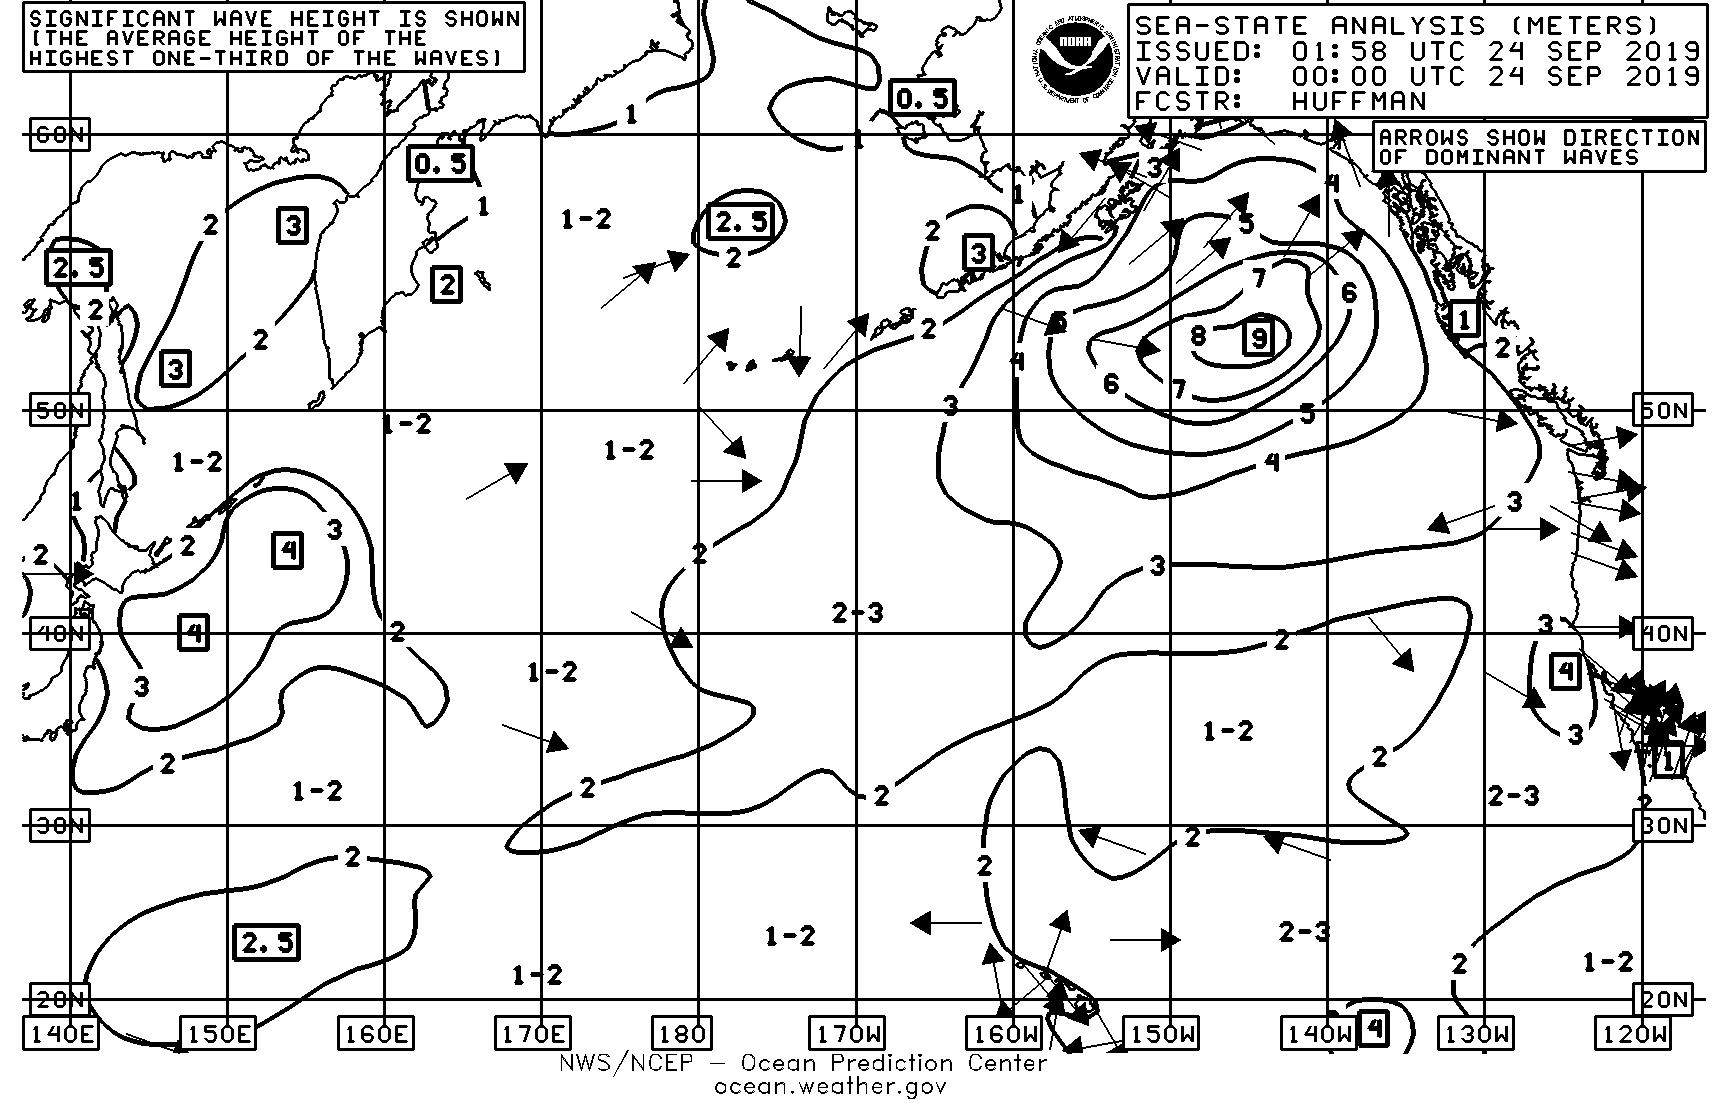 SIGNIFICANT WAVE HEIGHT IS SHOWN
(THE AVERAGE HEIGHT OF THE
HIGHEST ONE-THIRD OF THE WAVES)
NOAA
SEA-STATE ANALYSIS (METERS)
ISSUED: 01:58 UTC 24 SEP 2019
VALID: 00:00 UTC 24 SEP 2019
FCSTR: HUFFMAN
ARROWS SHOW DIRECTION
OF DOMINANT WAVES
0.5
1
60N
1
0.5
3
4
1
1
2
3
1-2
2.5
2
5
2
3
2.5
2
7
6
2
2
1
2
5
8
9
2
3
4
6
7
3
50N
5
50N
1-2
1-2
1-2
4
1
3
3
2
2
4
2
3
2-3
40N
4
2
2
3
40N
1-2
4
3
1-2
3
2
2
1
1-2
2
2
2-3
2
30N
2
30N
2
2
2.5
1-2
2-3
1-2
2
1-2
20N
20N
4
140E
150E
160E
170E
180
170W
160W
150W
140W
130W
120W
NWS/NCEP – Ocean Prediction Center
ocean.weather.gov